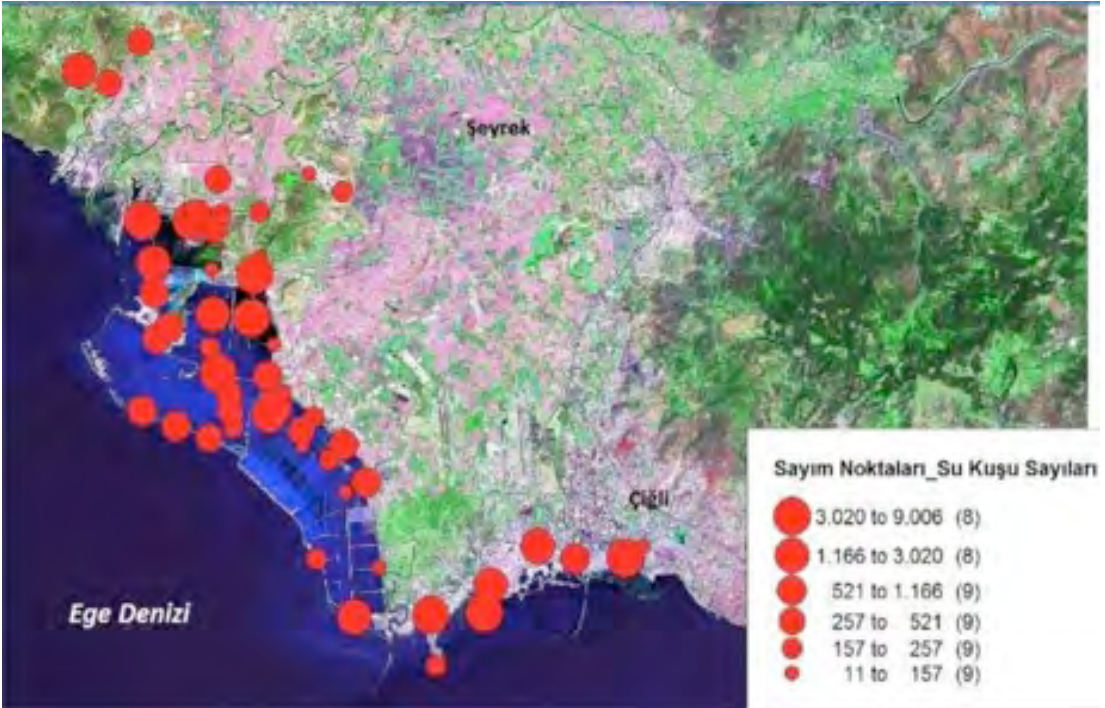 Şeyrek
Çiğli
Ege Denizi
Sayım Noktaları_Su Kuşu Sayıları
3.020 to 9.006 (8)
1.166 to 3.020 (8)
521 to 1.166 (9)
257 to 521 (9)
157 to 257 (9)
11 to 157 (9)